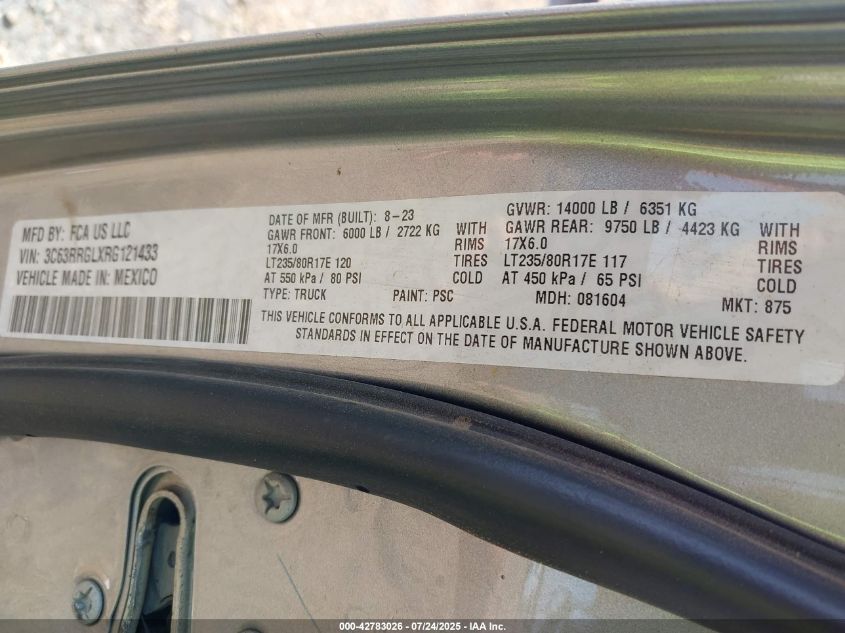 MFD BY: FCA US LLC
VIN: 3C63RRGLXRG121433
VEHICLE MADE IN: MEXICO
DATE OF MFR (BUILT): 8-23 GVWR: 14000 LB / 6351 KG
GAWR FRONT: 6000 LB / 2722 KG WITH GAWR REAR: 9750 LB / 4423 KG WITH
17X6.0 RIMS 17X6.0 RIMS
LT235/80R17E 120 TIRES LT235/80R17E 117 TIRES
AT 550 kPa / 80 PSI COLD AT 450 kPa / 65 PSI COLD
TYPE: TRUCK PAINT: PSC MDH: 081604 MKT: 875
THIS VEHICLE CONFORMS TO ALL APPLICABLE U.S.A. FEDERAL MOTOR VEHICLE SAFETY
STANDARDS IN EFFECT ON THE DATE OF MANUFACTURE SHOWN ABOVE.
000-42783026 - 07/24/2025 - IAA Inc.